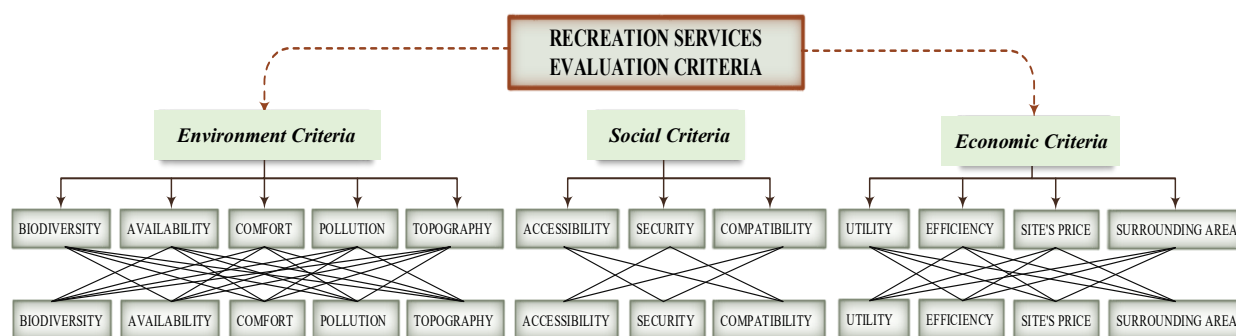 RECREATION SERVICES
EVALUATION CRITERIA
Environment Criteria
Social Criteria
Economic Criteria
BIODIVERSITY
AVAILABILITY
COMFORT
POLLUTION
TOPOGRAPHY
ACCESSIBILITY
SECURITY
COMPATIBILITY
UTILITY
EFFICIENCY
SITE'S PRICE
SURROUNDING AREA
BIODIVERSITY
AVAILABILITY
COMFORT
POLLUTION
TOPOGRAPHY
ACCESSIBILITY
SECURITY
COMPATIBILITY
UTILITY
EFFICIENCY
SITE'S PRICE
SURROUNDING AREA